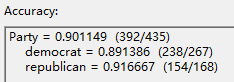 Accuracy:
Party = 0.901149 (392/435)
democrat = 0.891386 (238/267)
republican = 0.916667 (154/168)